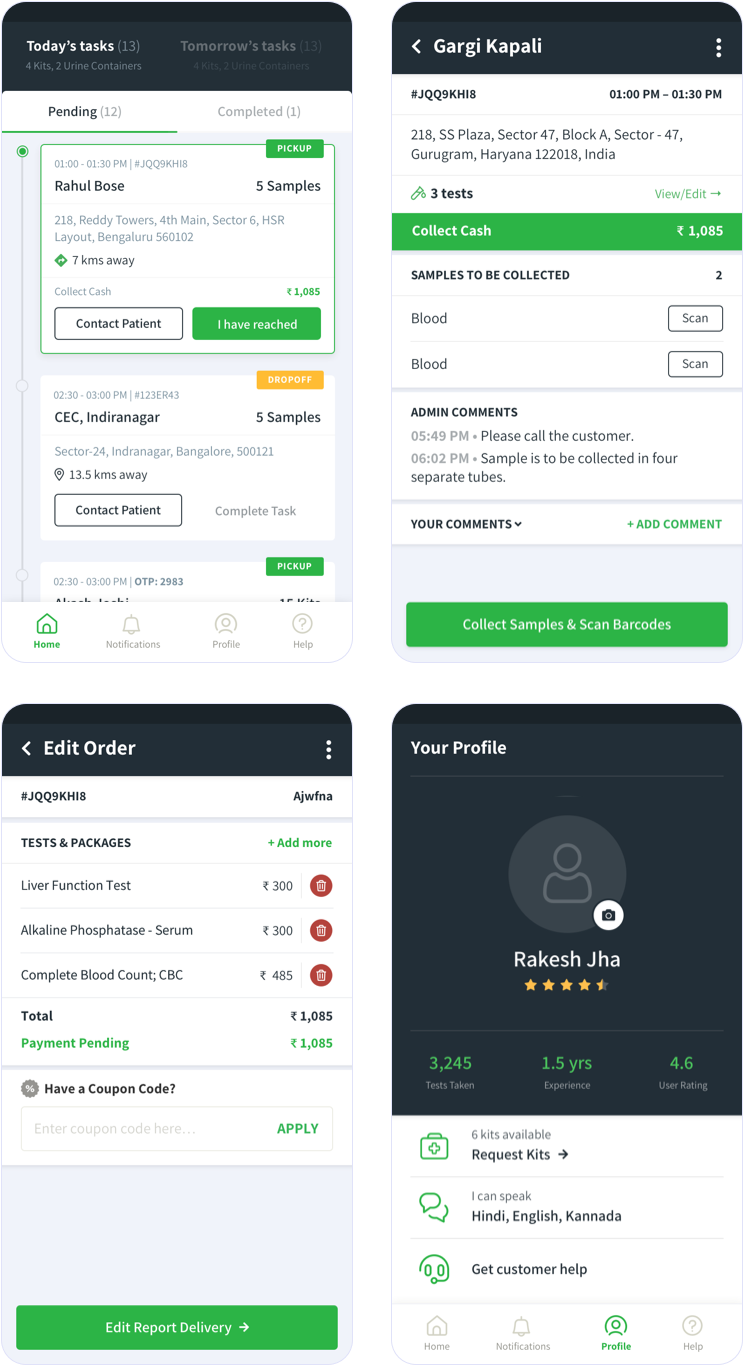 Today's tasks (13)
Tomorrow's tasks (13)
4 Kits, 2 Urine Containers
4 Kits, 2 Urine Containers
Pending (12)
Completed (1)
PICKUP
01:00 - 01:30 PM | #JQQ9KHI8
Rahul Bose
5 Samples
218, Reddy Towers, 4th Main, Sector 6, HSR
Layout, Bengaluru 560102
7 kms away
Collect Cash
₹ 1,085
Contact Patient
I have reached
DROPOFF
02:30 - 03:00 PM | #123ER43
CEC, Indiranagar
5 Samples
Sector-24, Indranagar, Bangalore, 500121
13.5 kms away
Contact Patient
Complete Task
PICKUP
02:30 - 03:00 PM | OTP: 2983
Akash Joshi
15 Kits
Home
Notifications
Profile
Help
Gargi Kapali
#JQQ9KHI8
01:00 PM – 01:30 PM
218, SS Plaza, Sector 47, Block A, Sector - 47,
Gurugram, Haryana 122018, India
3 tests
View/Edit →
Collect Cash
₹ 1,085
SAMPLES TO BE COLLECTED
2
Blood
Scan
Blood
Scan
ADMIN COMMENTS
05:49 PM • Please call the customer.
06:02 PM • Sample is to be collected in four
separate tubes.
YOUR COMMENTS
+ ADD COMMENT
Collect Samples & Scan Barcodes
Edit Order
#JQQ9KHI8
Ajwfna
TESTS & PACKAGES
+ Add more
Liver Function Test
₹ 300
Alkaline Phosphatase - Serum
₹ 300
Complete Blood Count; CBC
₹ 485
Total
₹ 1,085
Payment Pending
₹ 1,085
% Have a Coupon Code?
Enter coupon code here...
APPLY
Edit Report Delivery →
Your Profile
Rakesh Jha
3,245
1.5 yrs
4.6
Tests Taken
Experience
User Rating
6 kits available
Request Kits →
I can speak
Hindi, English, Kannada
Get customer help
Home
Notifications
Profile
Help